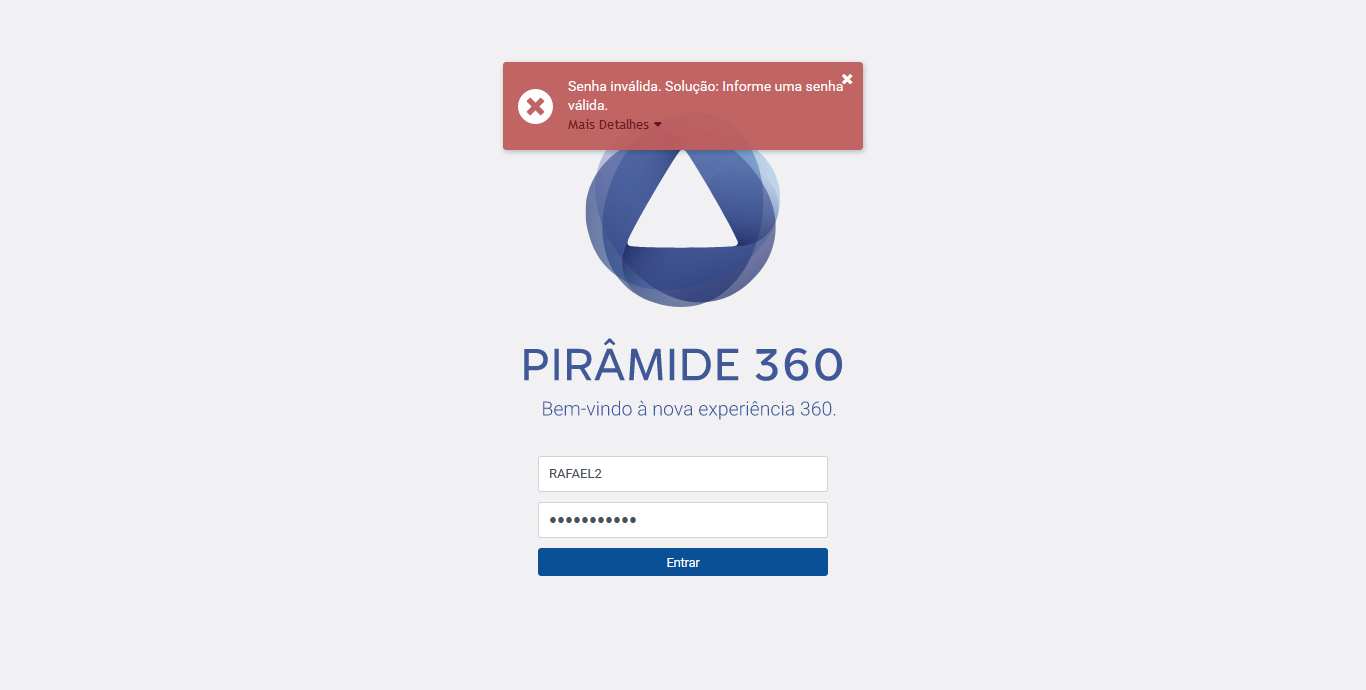 Senha inválida. Solução: Informe uma senha
válida.
Mais Detalhes
PIRÂMIDE 360
Bem-vindo à nova experiência 360.
RAFAEL2
•••••••••••
Entrar